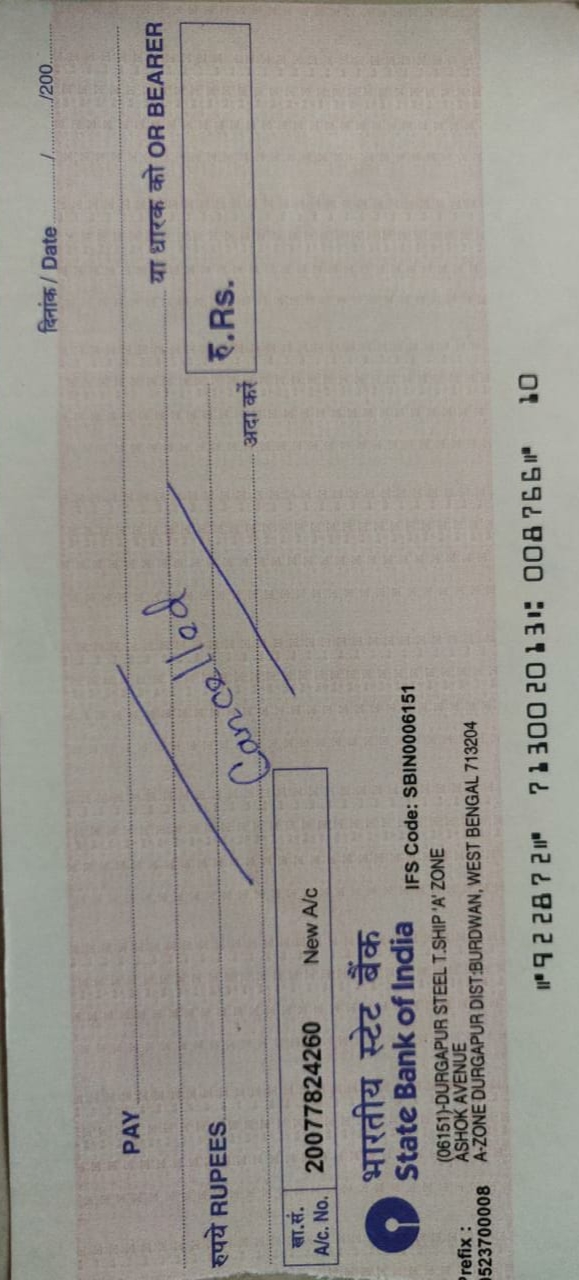 दिनांक / Date ........../........../200..........
PAY
या धारक को OR BEARER
Cancelled
रुपये RUPEES
अदा करें रु.Rs.
खा.सं. A/c. No. 20077824260 New A/c
भारतीय स्टेट बैंक
State Bank of India IFS Code: SBIN0006151
(06151)-DURGAPUR STEEL T.SHIP 'A' ZONE
ASHOK AVENUE
A-ZONE DURGAPUR DIST:BURDWAN, WEST BENGAL 713204
Prefix :
523700008
⑈922872⑈ 713002013⑆ 008766⑈ 10